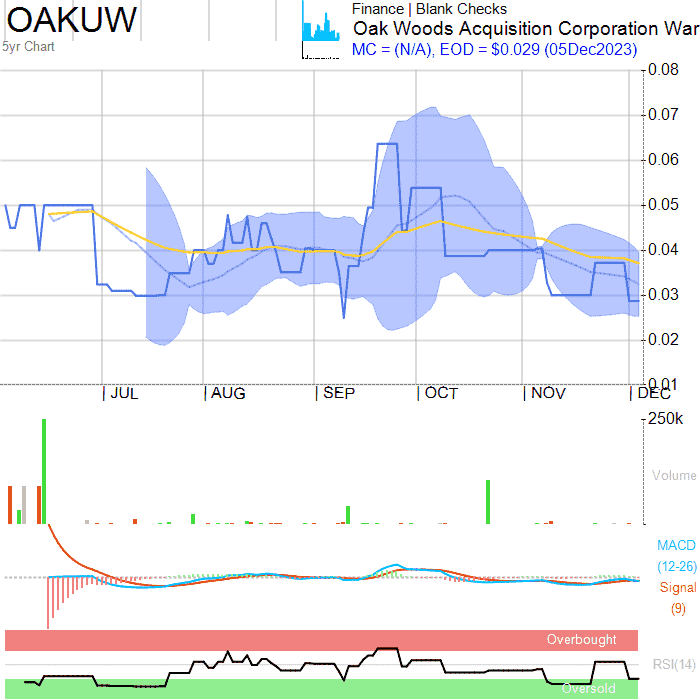 OAKUW
5yr Chart
Finance | Blank Checks
Oak Woods Acquisition Corporation War
MC = (N/A), EOD = $0.029 (05Dec2023)
0.08
0.07
0.06
0.05
0.04
0.03
0.02
0.01
JUL AUG SEP OCT NOV DEC
250k
Volume
MACD
(12-26)
Signal
(9)
Overbought
RSI(14)
Oversold